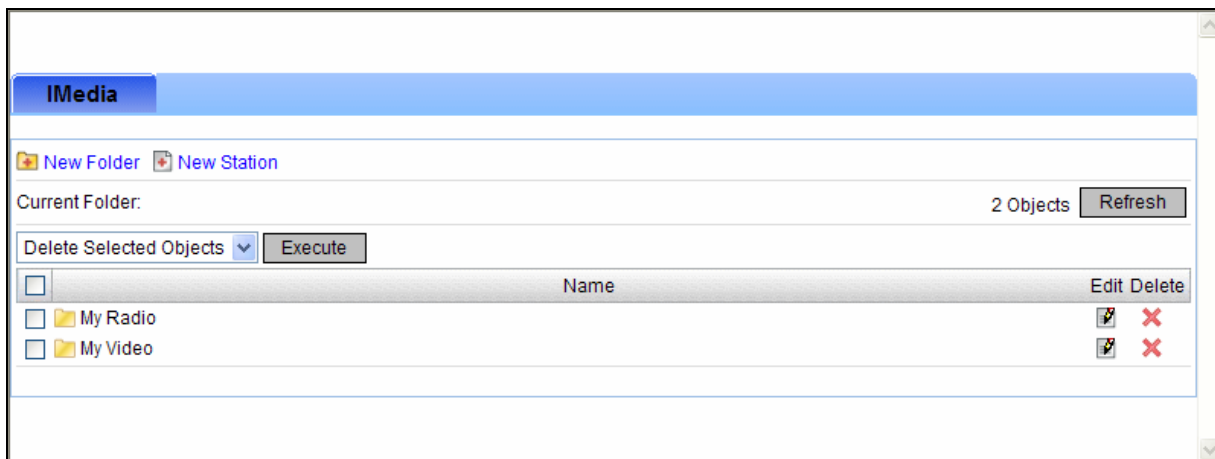 IMedia
New Folder New Station
Current Folder: 2 Objects Refresh
Delete Selected Objects Execute
Name Edit Delete
My Radio
My Video